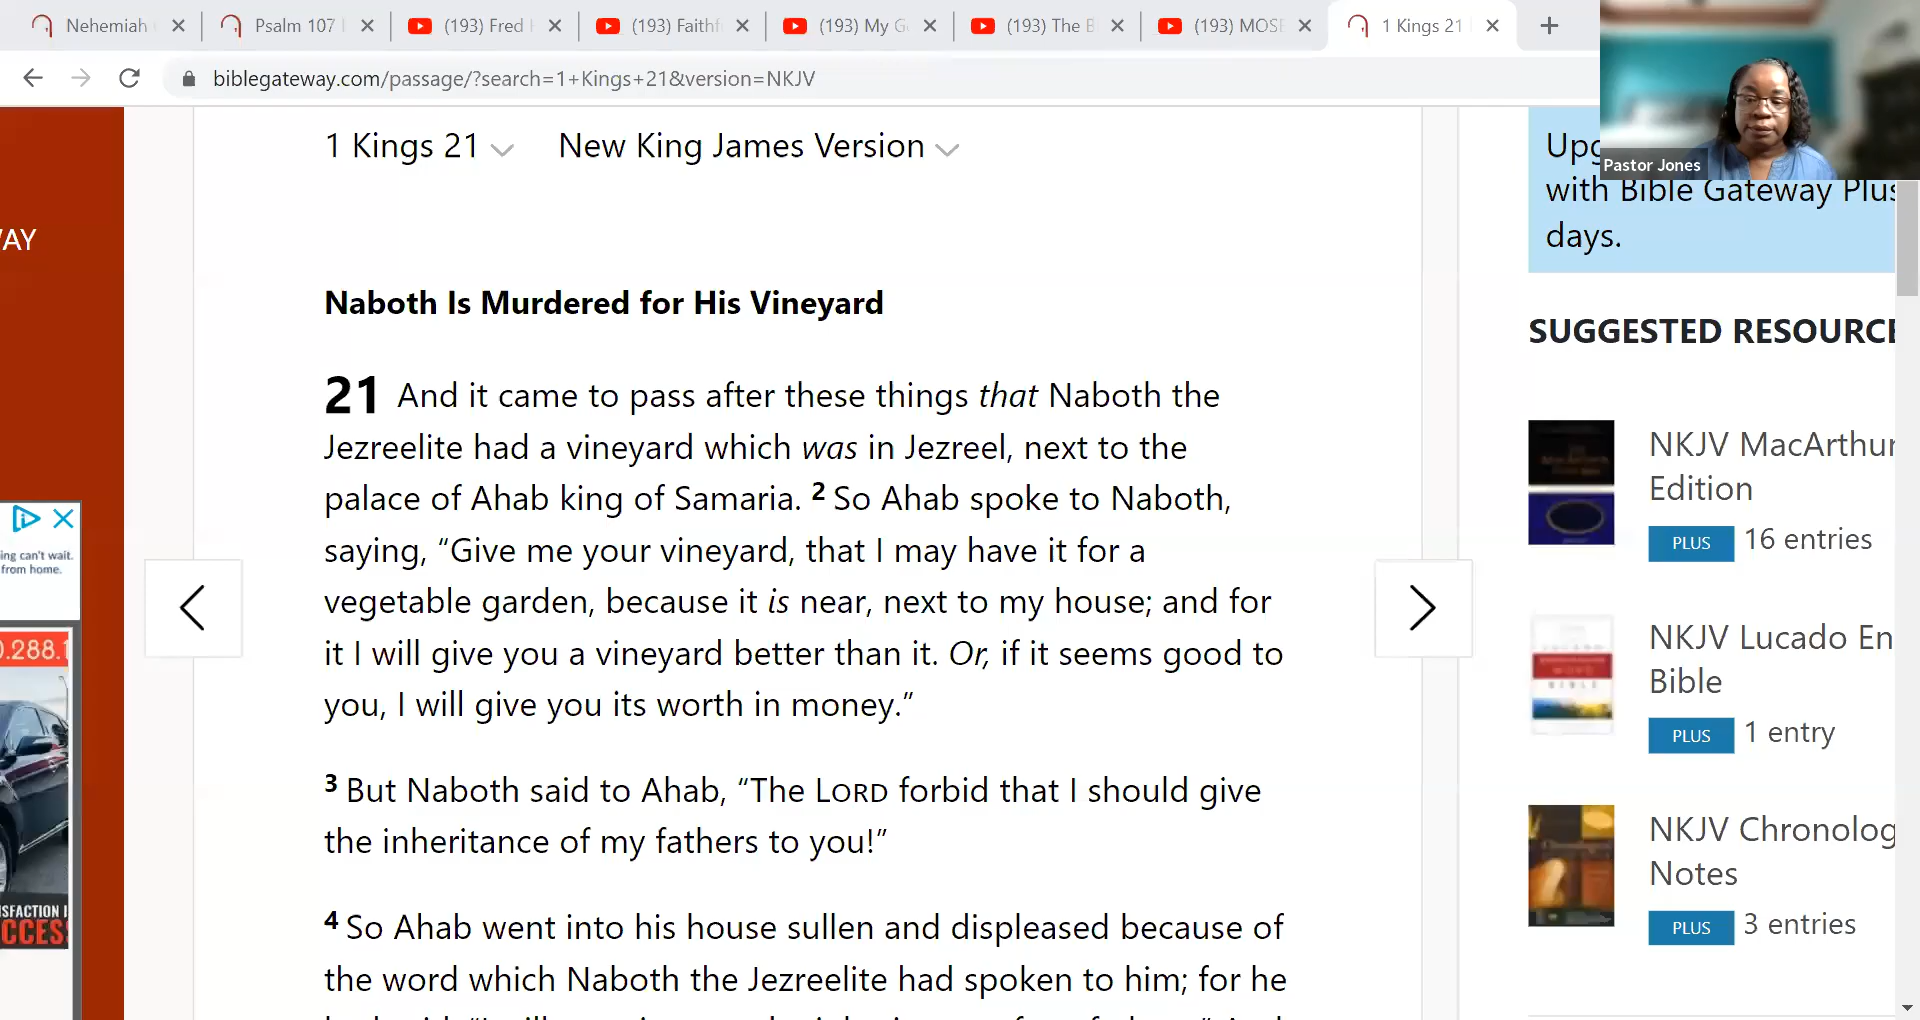 Nehemiah
Psalm 107
(193) Fred
(193) Faithf
(193) My G
(193) The B
(193) MOSE
1 Kings 21
biblegateway.com/passage/?search=1+Kings+21&version=NKJV
Pastor Jones
1 Kings 21
New King James Version
Naboth Is Murdered for His Vineyard
21 And it came to pass after these things that Naboth the
Jezreelite had a vineyard which was in Jezreel, next to the
palace of Ahab king of Samaria. 2 So Ahab spoke to Naboth,
saying, “Give me your vineyard, that I may have it for a
vegetable garden, because it is near, next to my house; and for
it I will give you a vineyard better than it. Or, if it seems good to
you, I will give you its worth in money.”
3 But Naboth said to Ahab, “The LORD forbid that I should give
the inheritance of my fathers to you!”
4 So Ahab went into his house sullen and displeased because of
the word which Naboth the Jezreelite had spoken to him; for he
AY
ing can't wait.
from home.
0.288.1
SFACTION
CCESS
Upg
with Bible Gateway Plus
days.
SUGGESTED RESOURCE
NKJV MacArthur
Edition
PLUS 16 entries
NKJV Lucado En
Bible
PLUS 1 entry
NKJV Chronolog
Notes
PLUS 3 entries